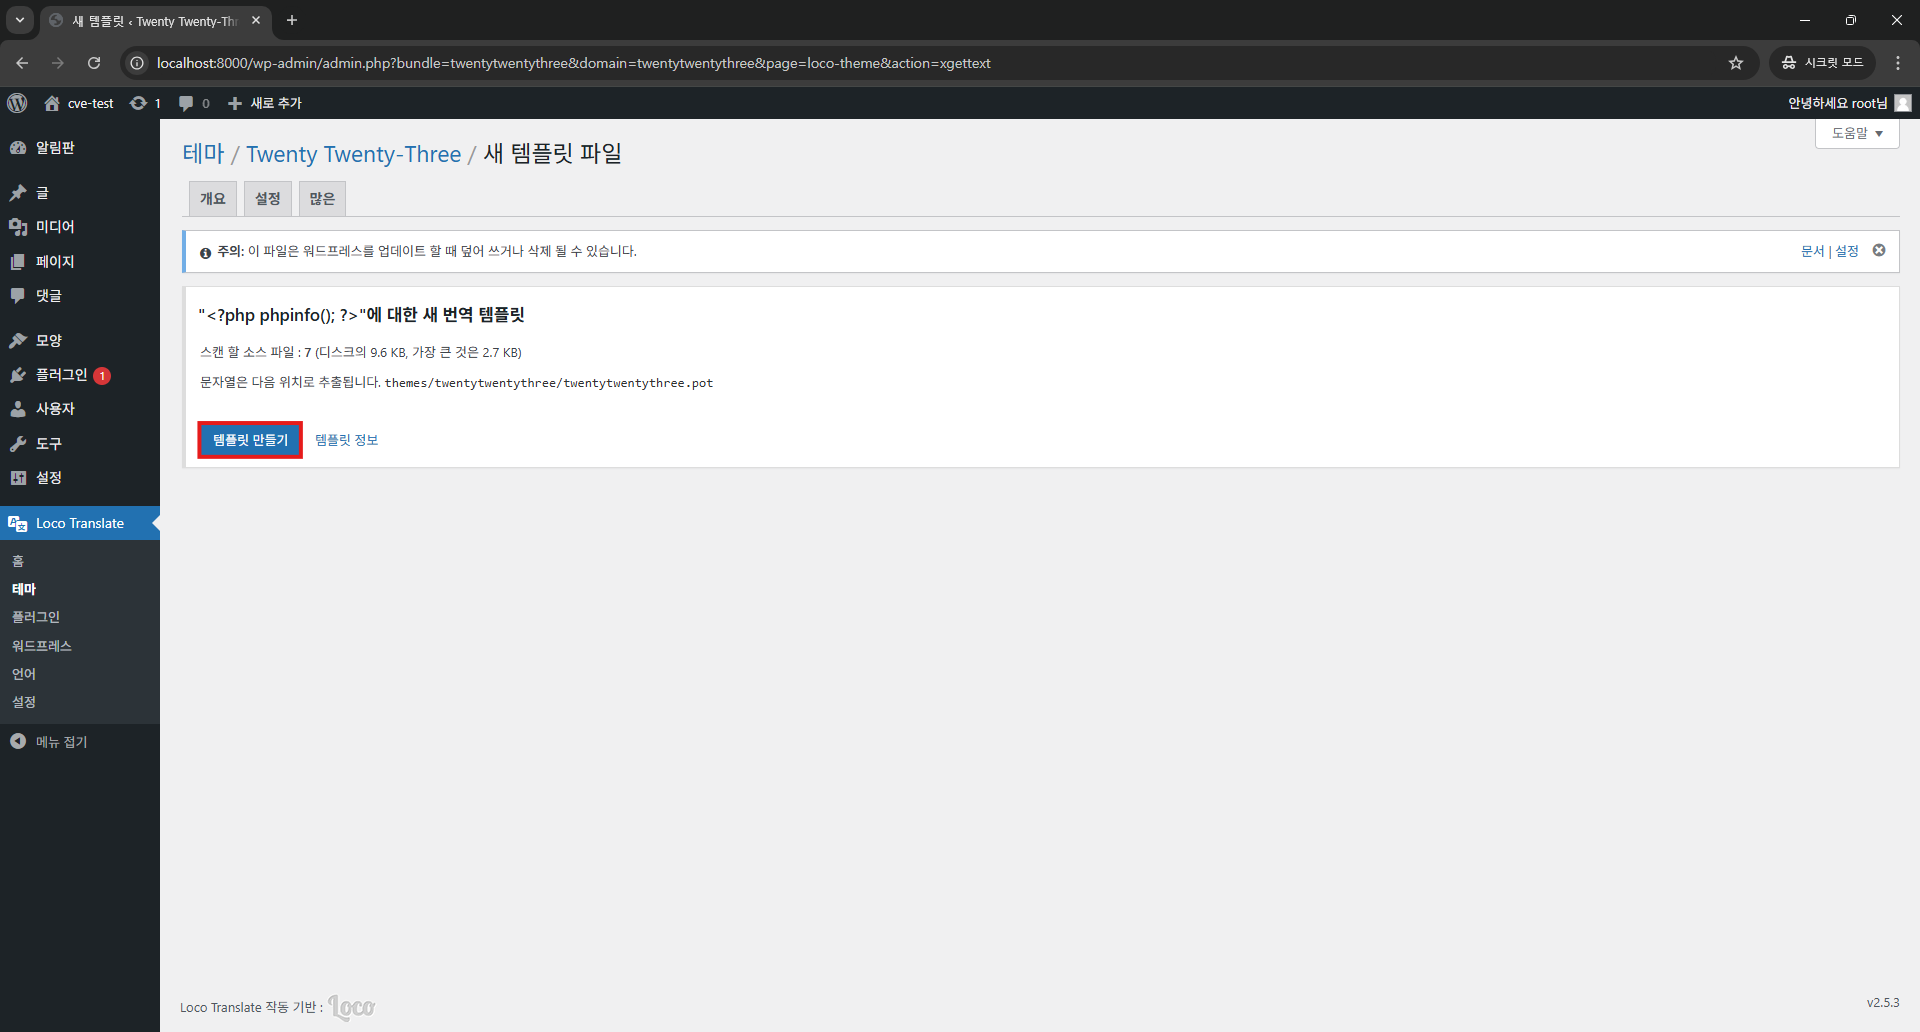 새 템플릿 ‹ Twenty Twenty-Thr
localhost:8000/wp-admin/admin.php?bundle=twentytwentythree&domain=twentytwentythree&page=loco-theme&action=xgettext
시크릿 모드
cve-test
1
0
새로 추가
안녕하세요 root님
알림판
글
미디어
페이지
댓글
모양
플러그인 1
사용자
도구
설정
Loco Translate
홈
테마
플러그인
워드프레스
언어
설정
메뉴 접기
도움말
테마 / Twenty Twenty-Three / 새 템플릿 파일
개요
설정
많은
주의: 이 파일은 워드프레스를 업데이트 할 때 덮어 쓰거나 삭제 될 수 있습니다.
문서 | 설정
"<?php phpinfo(); ?>"에 대한 새 번역 템플릿
스캔 할 소스 파일 : 7 (디스크의 9.6 KB, 가장 큰 것은 2.7 KB)
문자열은 다음 위치로 추출됩니다. themes/twentytwentythree/twentytwentythree.pot
템플릿 만들기
템플릿 정보
Loco Translate 작동 기반 : Loco
v2.5.3